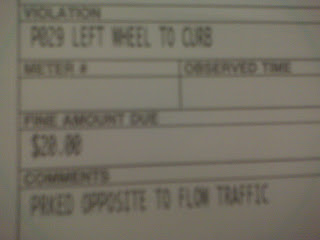 VIOLATION
P029 LEFT WHEEL TO CURB
METER # OBSERVED TIME
FINE AMOUNT DUE
$20.00
COMMENTS
PRKED OPPOSITE TO FLOW TRAFFIC